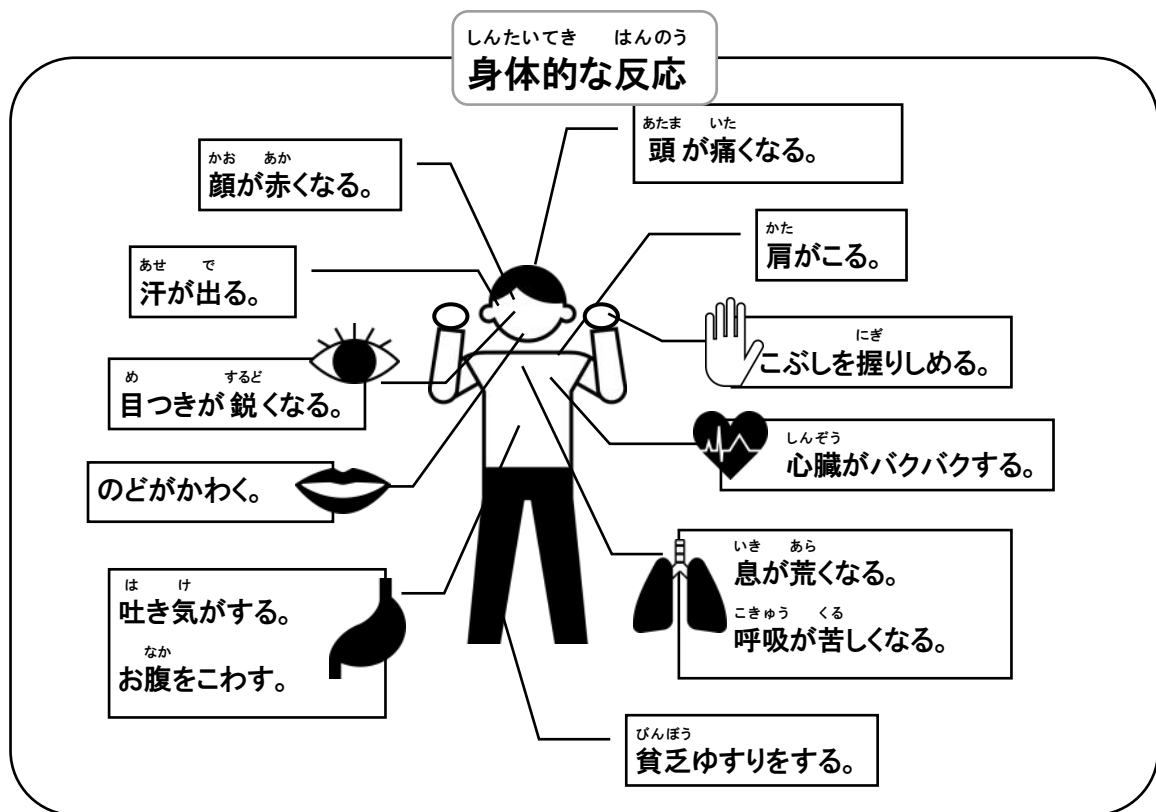 しんたいてき はんのう
身体的な反応
あたま いた
頭が痛くなる。
かお あか
顔が赤くなる。
かた
肩がこる。
あせ で
汗が出る。
にぎ
こぶしを握りしめる。
め するど
目つきが鋭くなる。
しんぞう
心臓がバクバクする。
のどがかわく。
いき あら
息が荒くなる。
こきゅう くる
呼吸が苦しくなる。
は け
吐き気がする。
なか
お腹をこわす。
びんぼう
貧乏ゆすりをする。